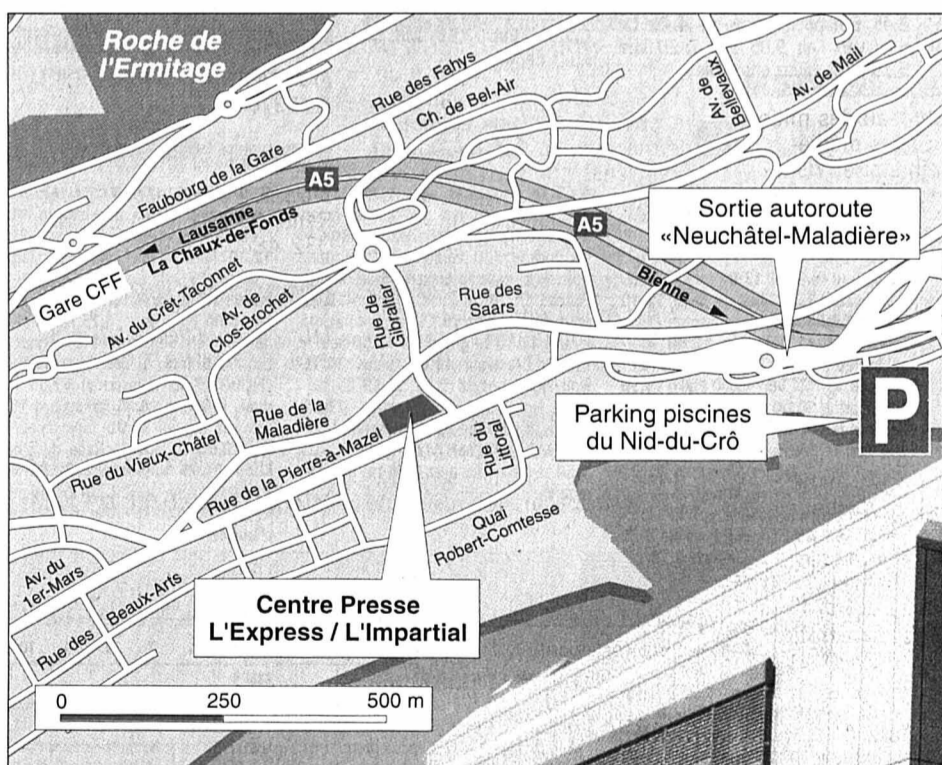 Roche de
l'Ermitage
Rue des Fahys
Ch. de Bel-Air
Av. de
Bellevaux
Av. de Mail
Faubourg de la Gare
A5
Lausanne
La Chaux-de-Fonds
Sortie autoroute
«Neuchâtel-Maladière»
A5
Bienne
Gare CFF
Av. du Crêt-Taconnet
Av. de
Clos-Brochet
Rue de
Gibraltar
Rue des
Saars
P
Parking piscines
du Nid-du-Crô
Rue de la
Maladière
Rue du Vieux-Châtel
Rue de la Pierre-à-Mazel
Rue du
Littoral
Quai
Robert-Comtesse
Av. du
1er-Mars
Rue des Beaux-Arts
Centre Presse
L'Express / L'Impartial
0 250 500 m